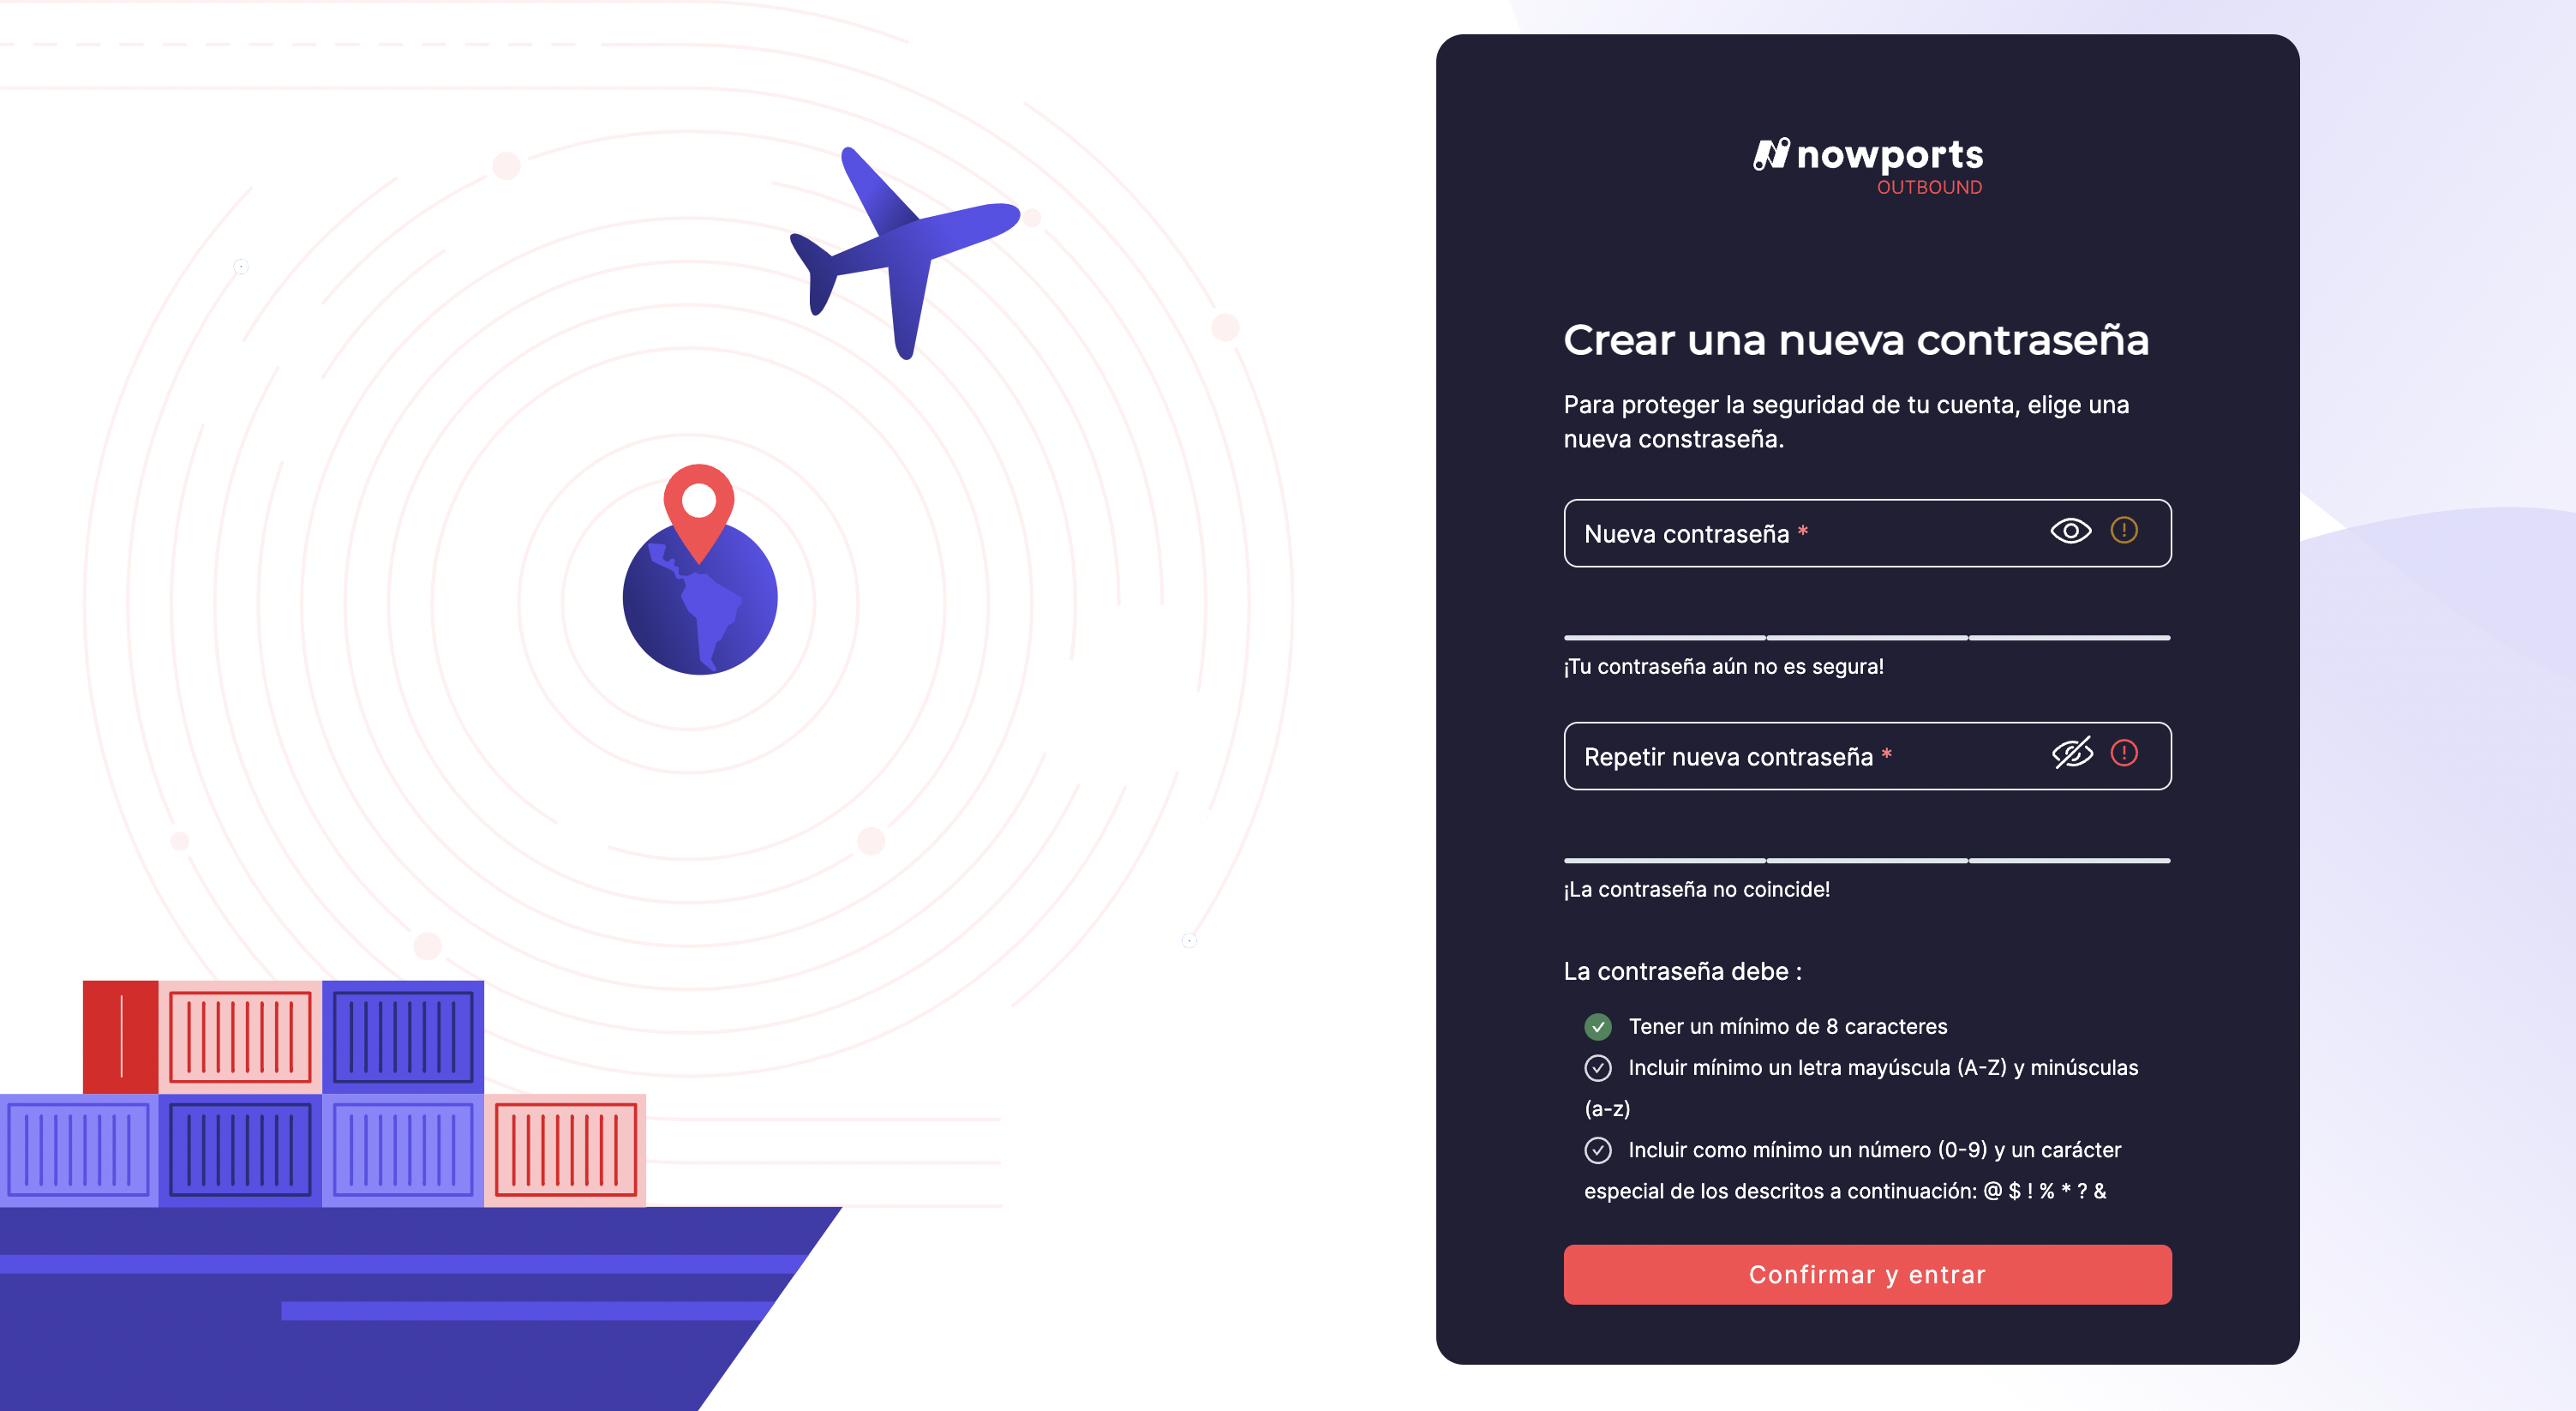 nowports
OUTBOUND
Crear una nueva contraseña
Para proteger la seguridad de tu cuenta, elige una
nueva constraseña.
Nueva contraseña *
¡Tu contraseña aún no es segura!
Repetir nueva contraseña *
¡La contraseña no coincide!
La contraseña debe :
Tener un mínimo de 8 caracteres
Incluir mínimo un letra mayúscula (A-Z) y minúsculas
(a-z)
Incluir como mínimo un número (0-9) y un carácter
especial de los descritos a continuación: @ $ ! % * ? &
Confirmar y entrar